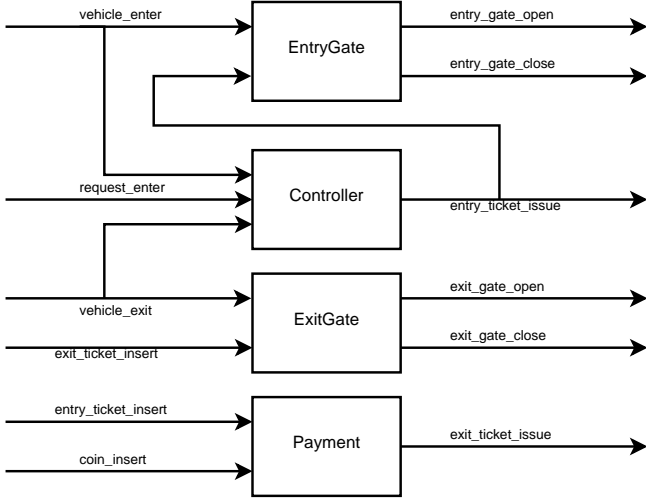 vehicle_enter
EntryGate
entry_gate_open
entry_gate_close
request_enter
Controller
entry_ticket_issue
vehicle_exit
exit_ticket_insert
ExitGate
exit_gate_open
exit_gate_close
entry_ticket_insert
coin_insert
Payment
exit_ticket_issue